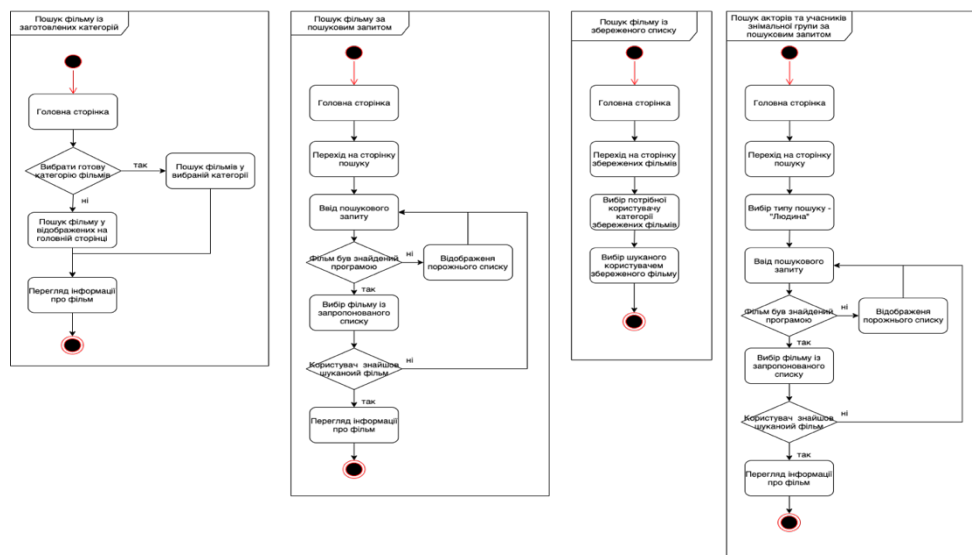 Пошук фільму із
заготовлених категорій
Головна сторінка
Вибрати готову
категорію фільмів
так
Пошук фільмів у
вибраній категорії
ні
Пошук фільму у
відображених на
головній сторінці
Перегляд інформації
про фільм
Пошук фільму за
пошуковим запитом
Головна сторінка
Перехід на сторінку
пошуку
Ввід пошукового
запиту
Фільм був знайдений
програмою
ні
Відображеня
порожнього списку
так
Вибір фільму із
запропонованого
списку
Користувач знайшов
шуканоий фільм
ні
так
Перегляд інформації
про фільм
Пошук фільму із
збереженого списку
Головна сторінка
Перехід на сторінку
збережених фільмів
Вибір потрібної
користувачу
категорії
збережених фільмів
Вибір шуканого
користувачем
збереженого фільму
Пошук акторів та учасників
знімальної групи за
пошуковим запитом
Головна сторінка
Перехід на сторінку
пошуку
Вибір типу пошуку -
"Людина"
Ввід пошукового
запиту
Фільм був знайдений
програмою
ні
Відображеня
порожнього списку
так
Вибір фільму із
запропонованого
списку
Користувач знайшов
шуканоий фільм
ні
так
Перегляд інформації
про фільм